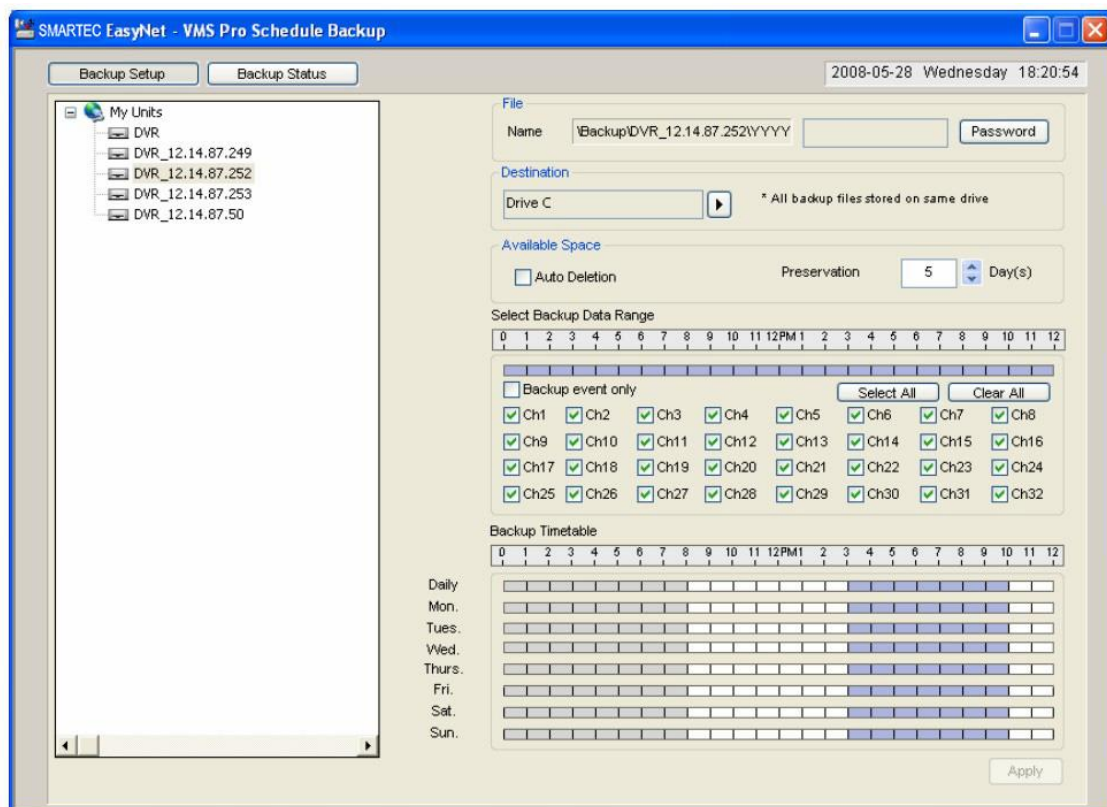 SMARTEC EasyNet - VMS Pro Schedule Backup
Backup Setup Backup Status 2008-05-28 Wednesday 18:20:54
My Units
DVR
DVR_12.14.87.249
DVR_12.14.87.252
DVR_12.14.87.253
DVR_12.14.87.50
File
Name \Backup\DVR_12.14.87.252\YYYY Password
Destination
Drive C * All backup files stored on same drive
Available Space
Auto Deletion Preservation 5 Day(s)
Select Backup Data Range
0 1 2 3 4 5 6 7 8 9 10 11 12PM 1 2 3 4 5 6 7 8 9 10 11 12
Backup event only Select All Clear All
Ch1 Ch2 Ch3 Ch4 Ch5 Ch6 Ch7 Ch8
Ch9 Ch10 Ch11 Ch12 Ch13 Ch14 Ch15 Ch16
Ch17 Ch18 Ch19 Ch20 Ch21 Ch22 Ch23 Ch24
Ch25 Ch26 Ch27 Ch28 Ch29 Ch30 Ch31 Ch32
Backup Timetable
0 1 2 3 4 5 6 7 8 9 10 11 12PM1 2 3 4 5 6 7 8 9 10 11 12
Daily
Mon.
Tues.
Wed.
Thurs.
Fri.
Sat.
Sun.
Apply